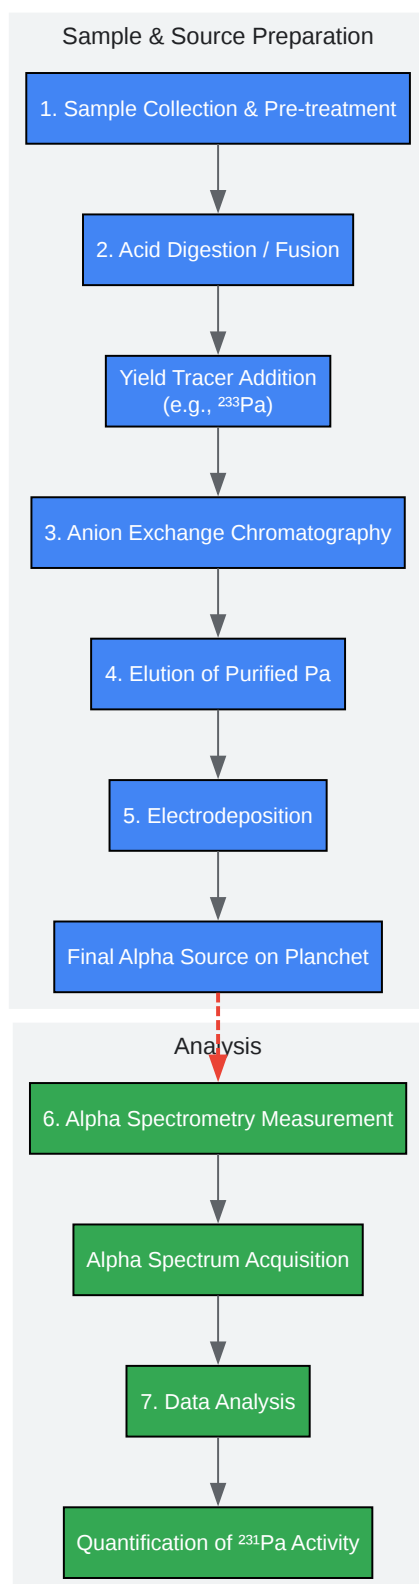 Sample & Source Preparation
1. Sample Collection & Pre-treatment
2. Acid Digestion / Fusion
Yield Tracer Addition
(e.g., ²³³Pa)
3. Anion Exchange Chromatography
4. Elution of Purified Pa
5. Electrodeposition
Final Alpha Source on Planchet
Analysis
6. Alpha Spectrometry Measurement
Alpha Spectrum Acquisition
7. Data Analysis
Quantification of ²³¹Pa Activity